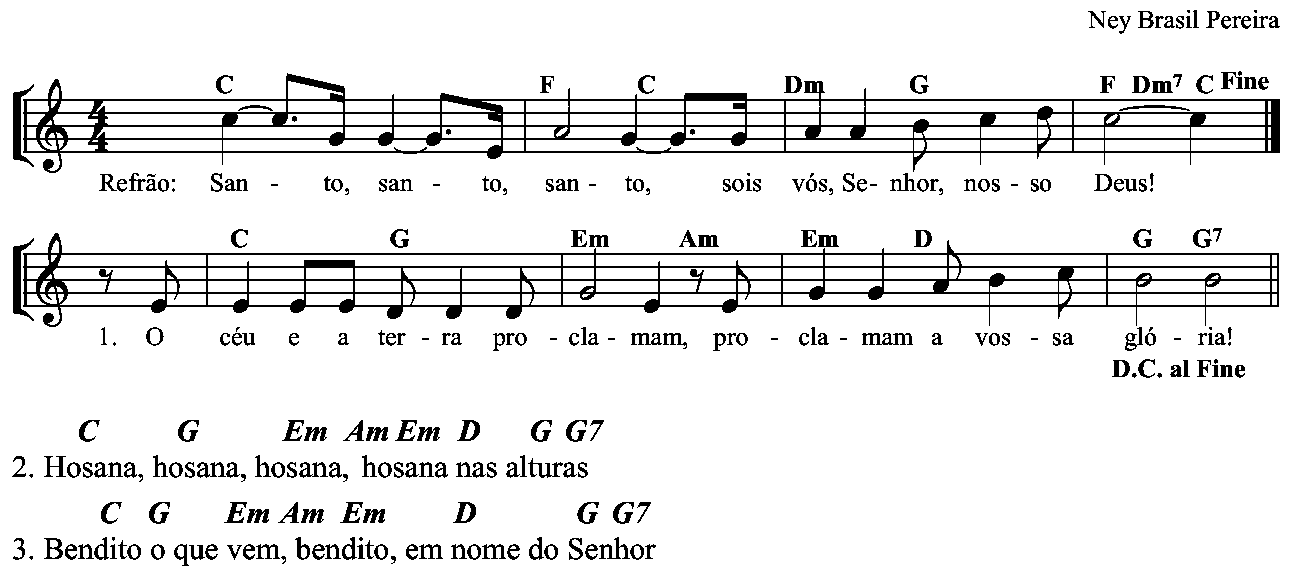 Ney Brasil Pereira
C F C Dm G F Dm7 C Fine
4
4
Refrão: San - to, san - to, san - to, sois vós, Se- nhor, nos - so Deus!
C G Em Am Em D G G7
1. O céu e a ter- ra pro - cla - mam, pro - cla - mam a vos - sa gló - ria!
D.C. al Fine
C G Em Am Em D G G7
2. Hosana, hosana, hosana, hosana nas alturas
C G Em Am Em D G G7
3. Bendito o que vem, bendito, em nome do Senhor